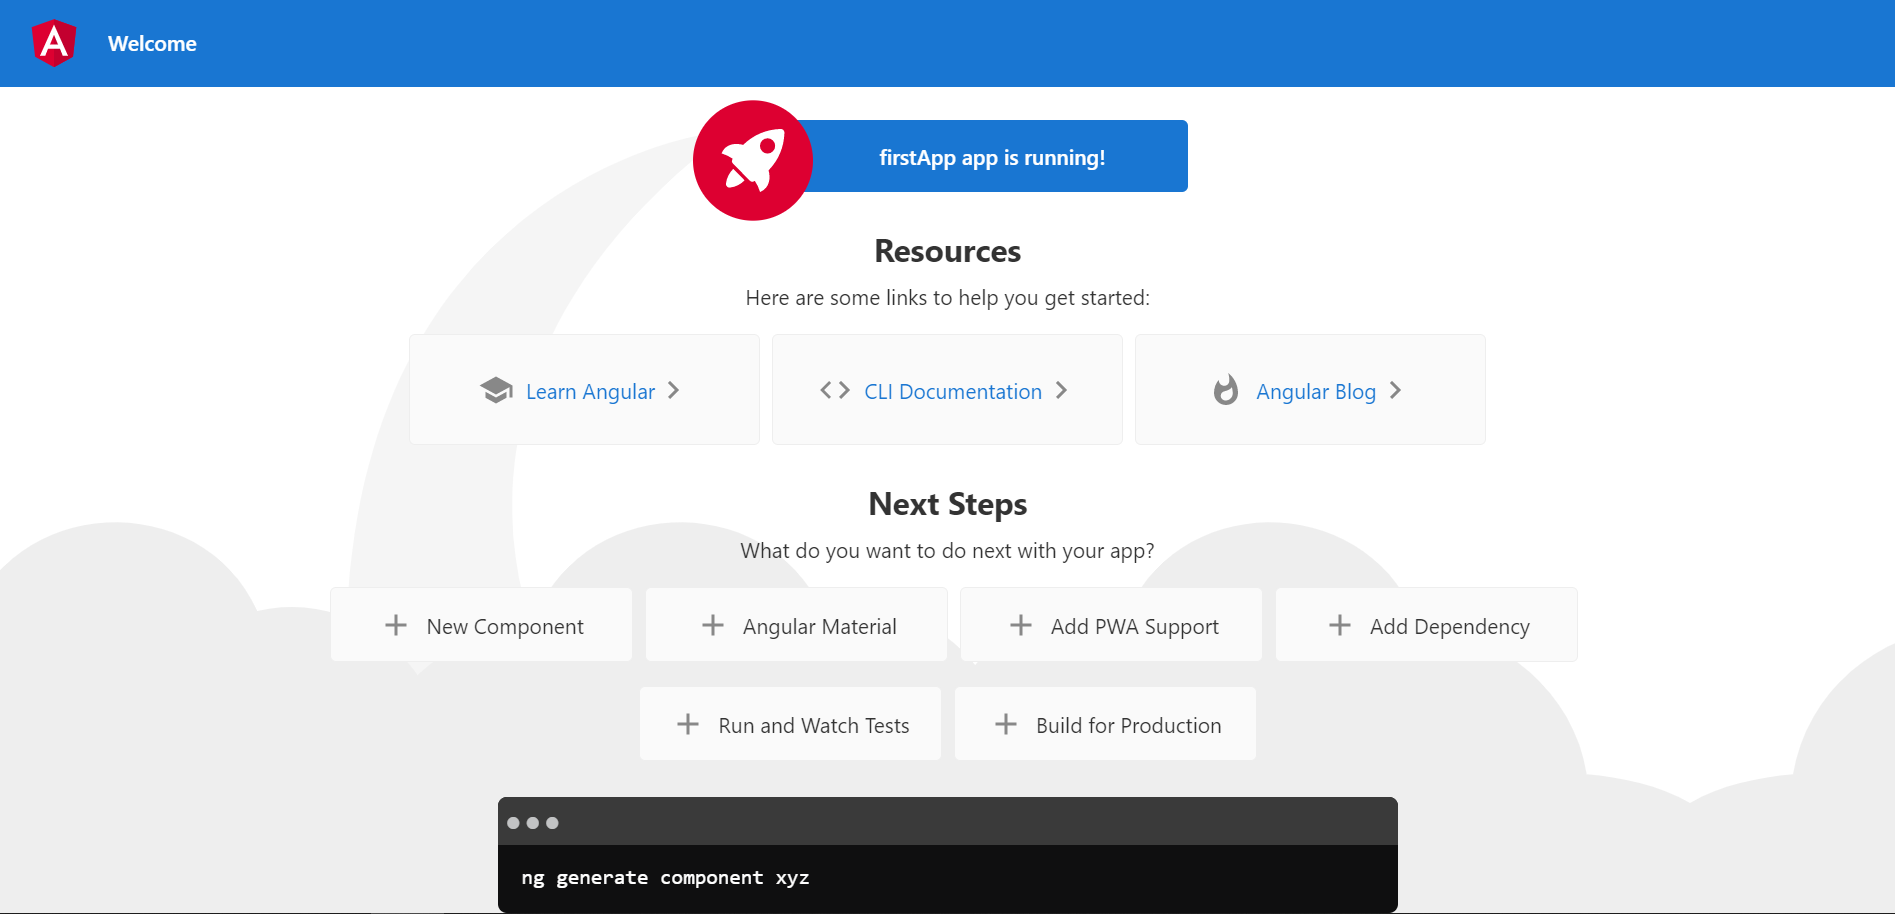 Welcome
firstApp app is running!
Resources
Here are some links to help you get started:
Learn Angular
CLI Documentation
Angular Blog
Next Steps
What do you want to do next with your app?
New Component
Angular Material
Add PWA Support
Add Dependency
Run and Watch Tests
Build for Production
ng generate component xyz